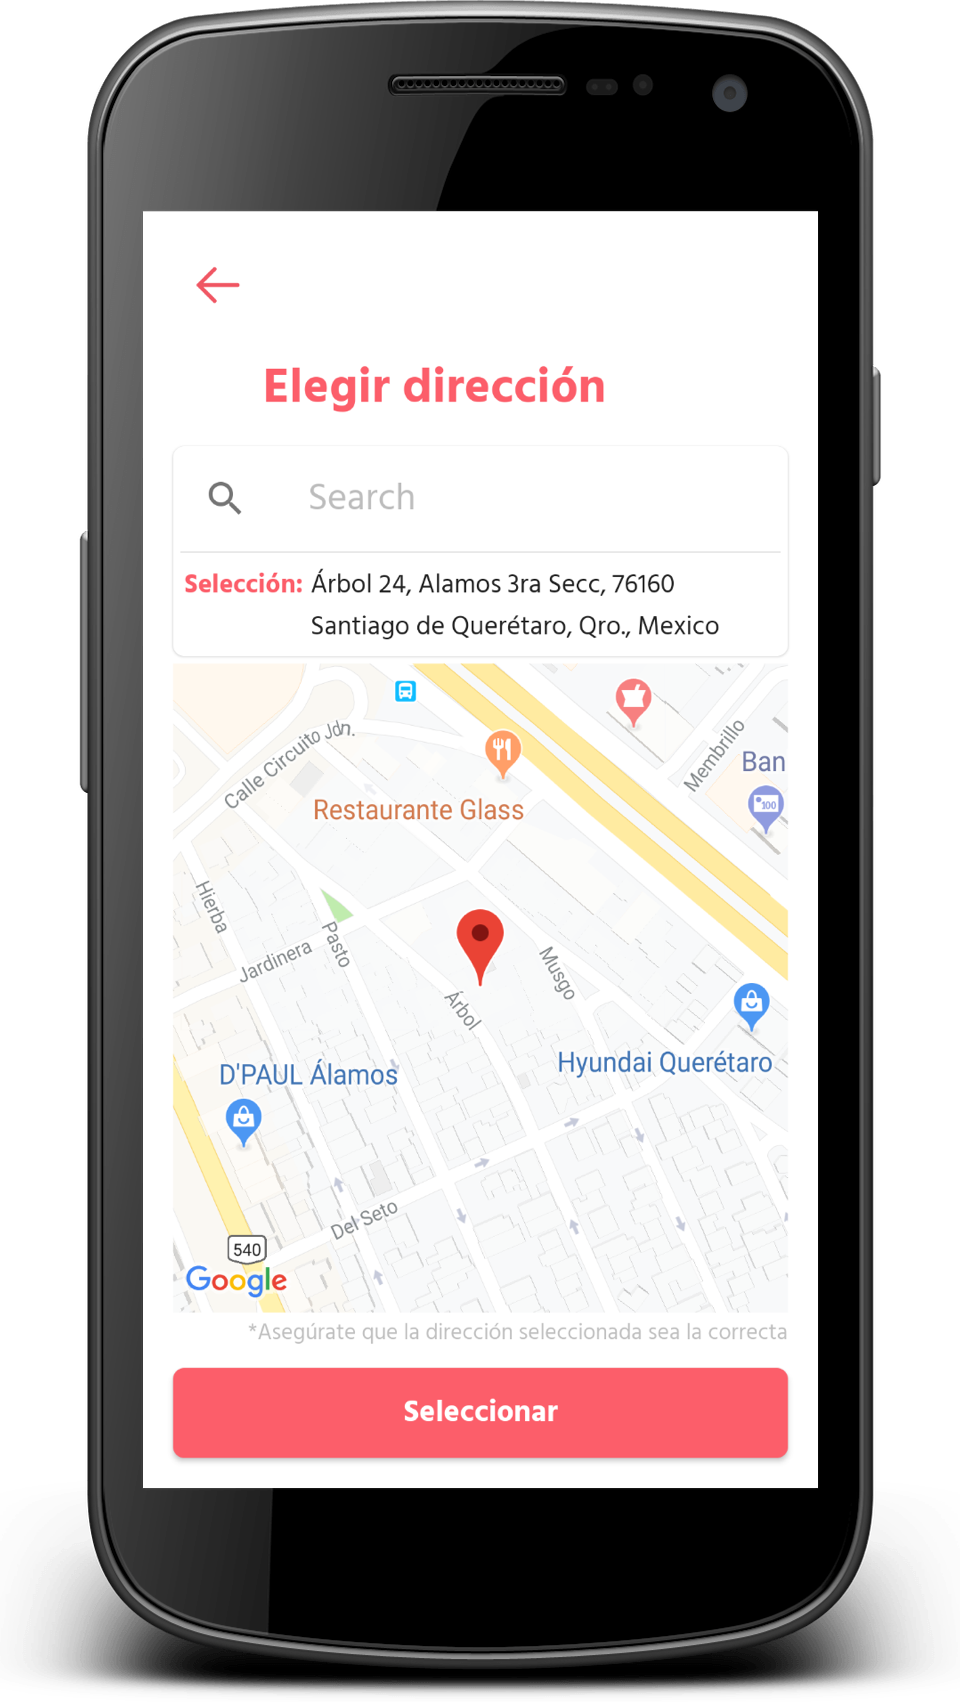 Elegir dirección
Search
Selección: Árbol 24, Alamos 3ra Secc, 76160
Santiago de Querétaro, Qro., Mexico
Calle Circuito Jdn.
Membrillo
Ban
100
Restaurante Glass
Hierba
Pasto
Jardinera
Musgo
Árbol
Hyundai Querétaro
D'PAUL Álamos
Del Seto
540
Google
*Asegúrate que la dirección seleccionada sea la correcta
Seleccionar